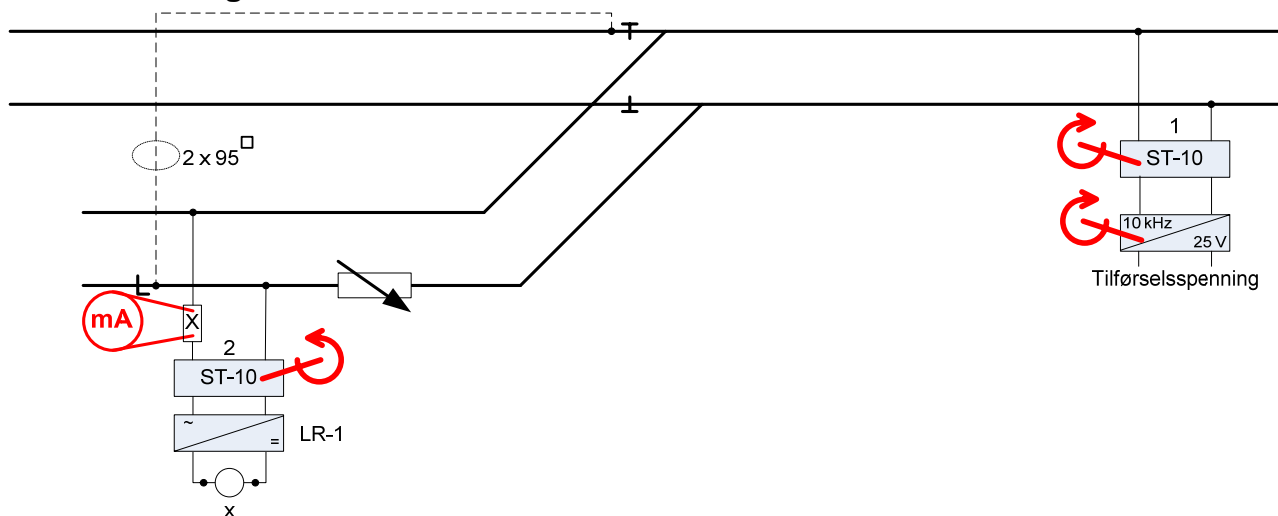 2 x 95□
1
ST-10
10 kHz
25 V
Tilførselsspenning
mA
X
2
ST-10
~
=
LR-1
x